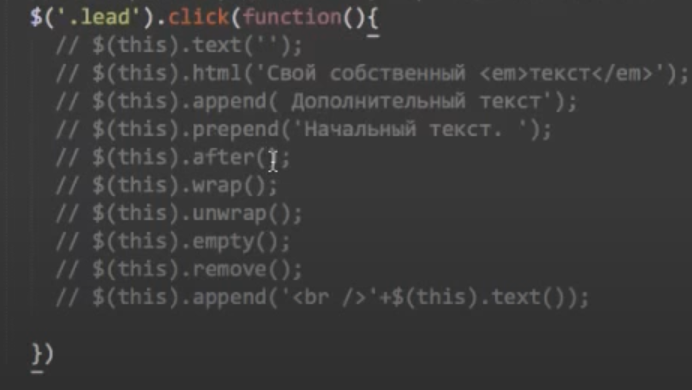 $('.lead').click(function(){
// $(this).text('');
// $(this).html('Свой собственный <em>текст</em>');
// $(this).append( Дополнительный текст');
// $(this).prepend('Начальный текст. ');
// $(this).after();
// $(this).wrap();
// $(this).unwrap();
// $(this).empty();
// $(this).remove();
// $(this).append('<br />'+$(this).text());
})